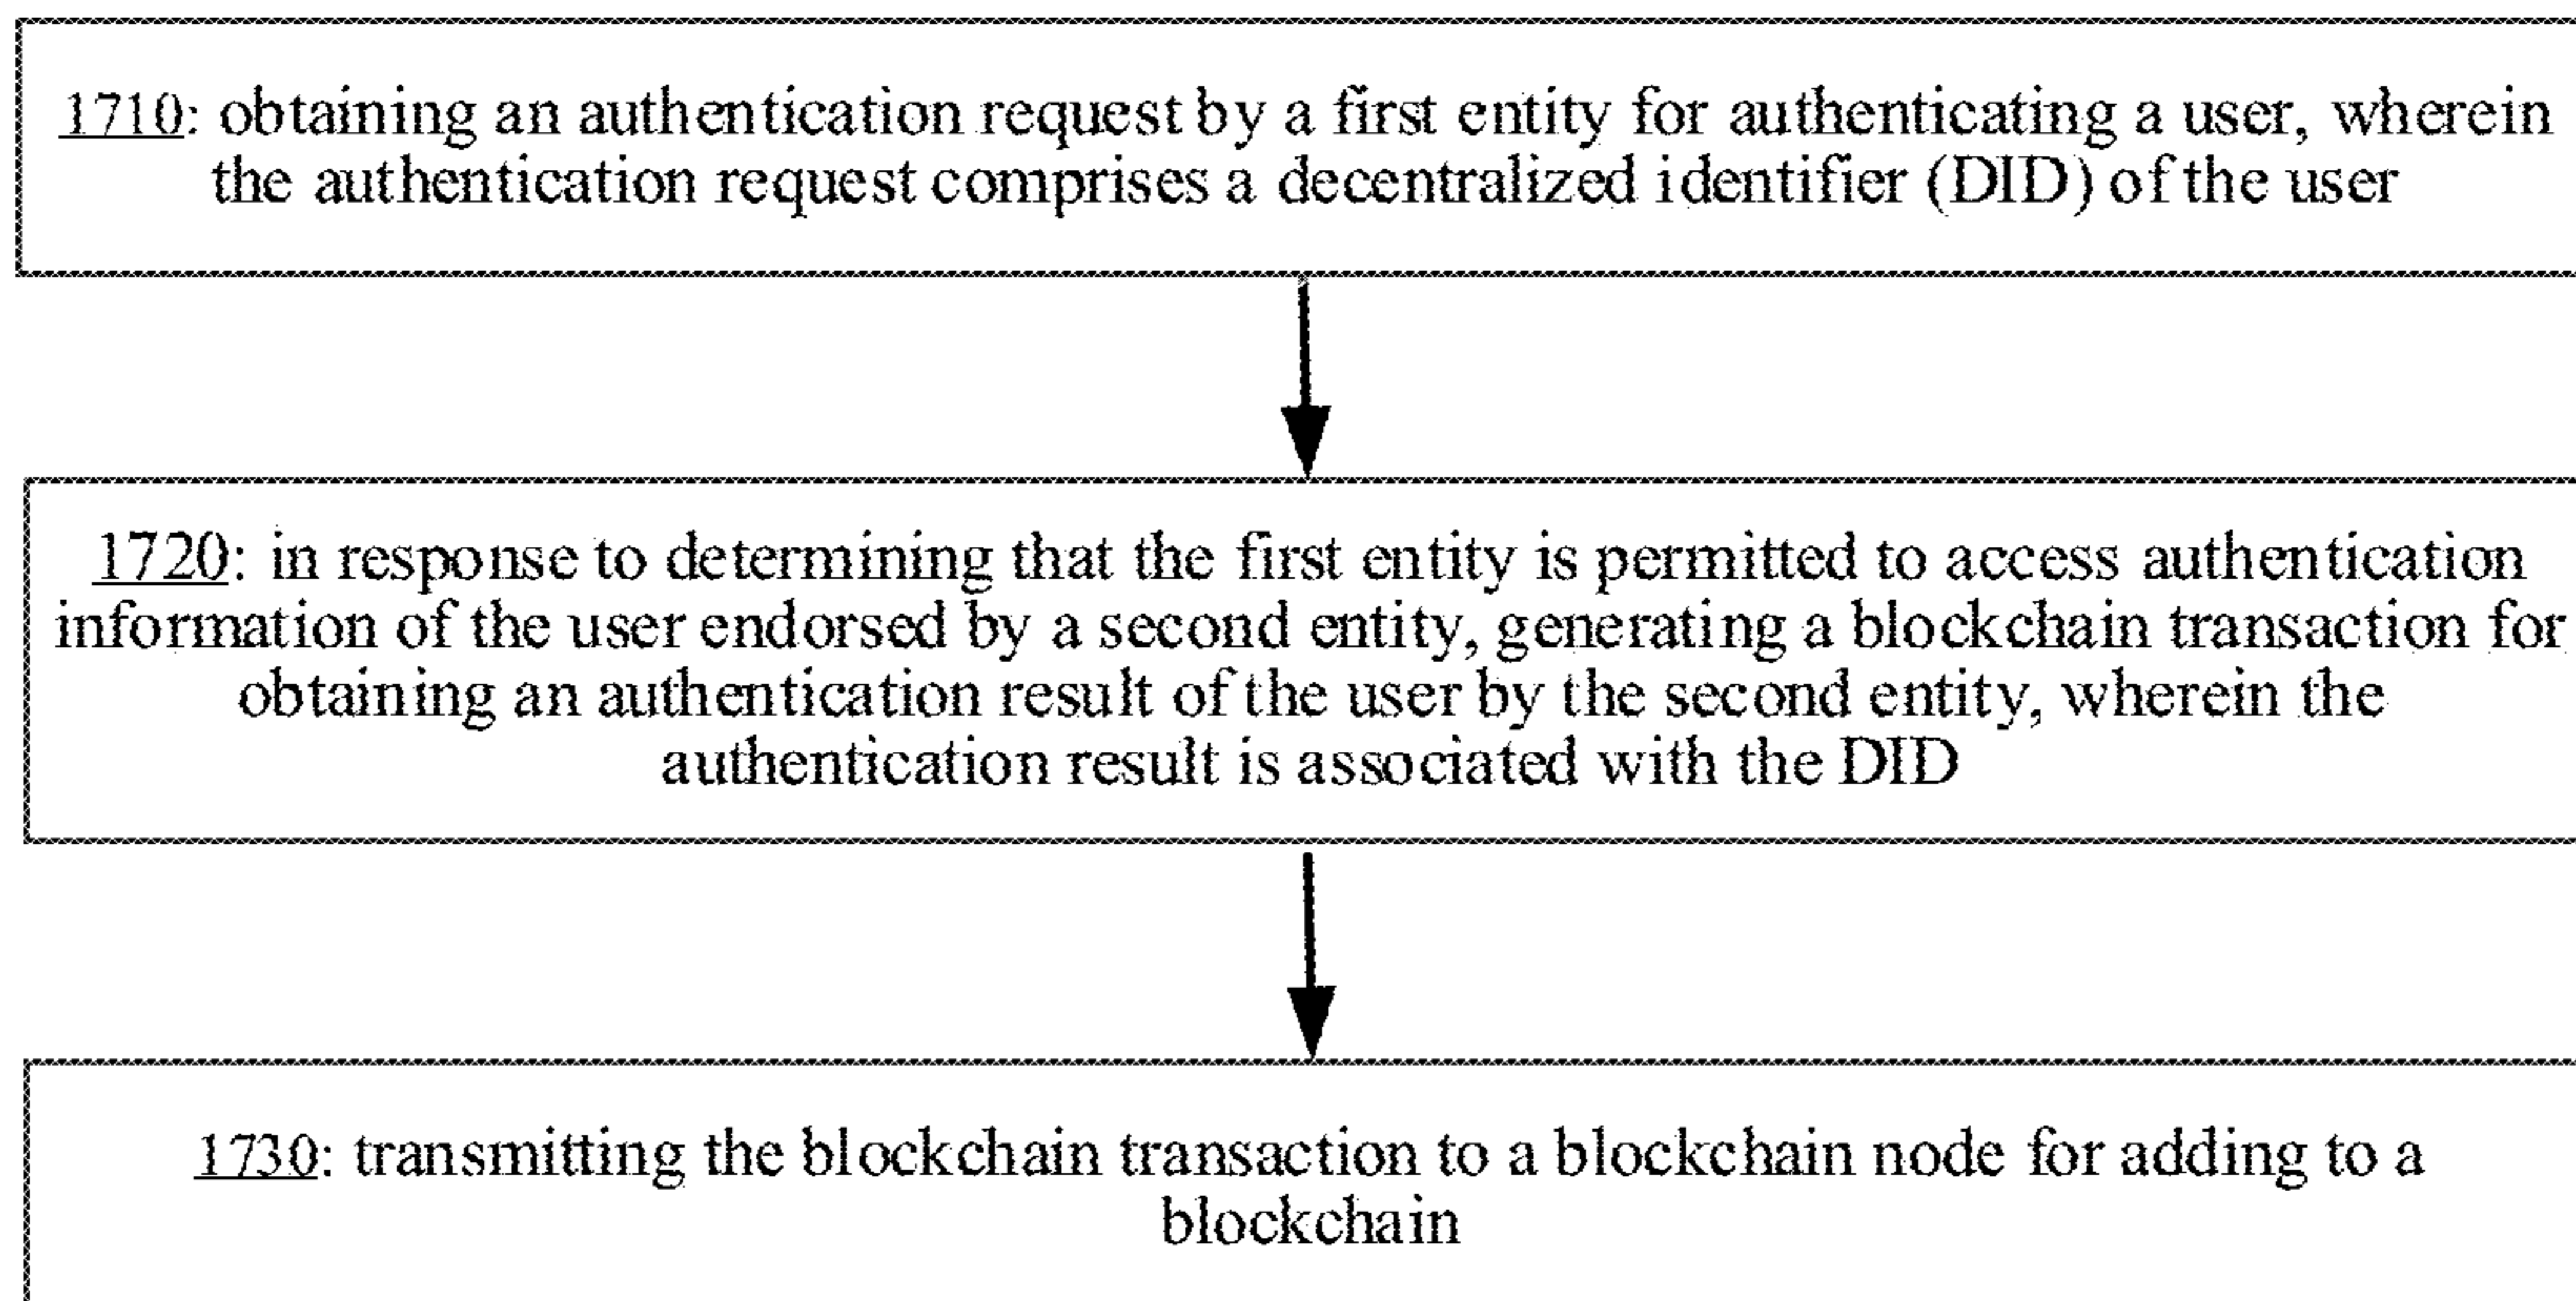 1710: obtaining an authentication request by a first entity for authenticating a user, wherein
the authentication request comprises a decentralized identifier (DID) of the user
1720: in response to determining that the first entity is permitted to access authentication
information of the user endorsed by a second entity, generating a blockchain transaction for
obtaining an authentication result of the user by the second entity, wherein the
authentication result is associated with the DID
1730: transmitting the blockchain transaction to a blockchain node for adding to a
blockchain